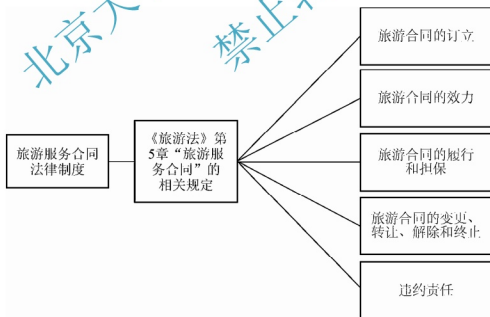 北京大
禁止
旅游服务合同
法律制度
《旅游法》第
5章“旅游服
务合同”的
相关规定
旅游合同的订立
旅游合同的效力
旅游合同的履行
和担保
旅游合同的变更、
转让、解除和终止
违约责任